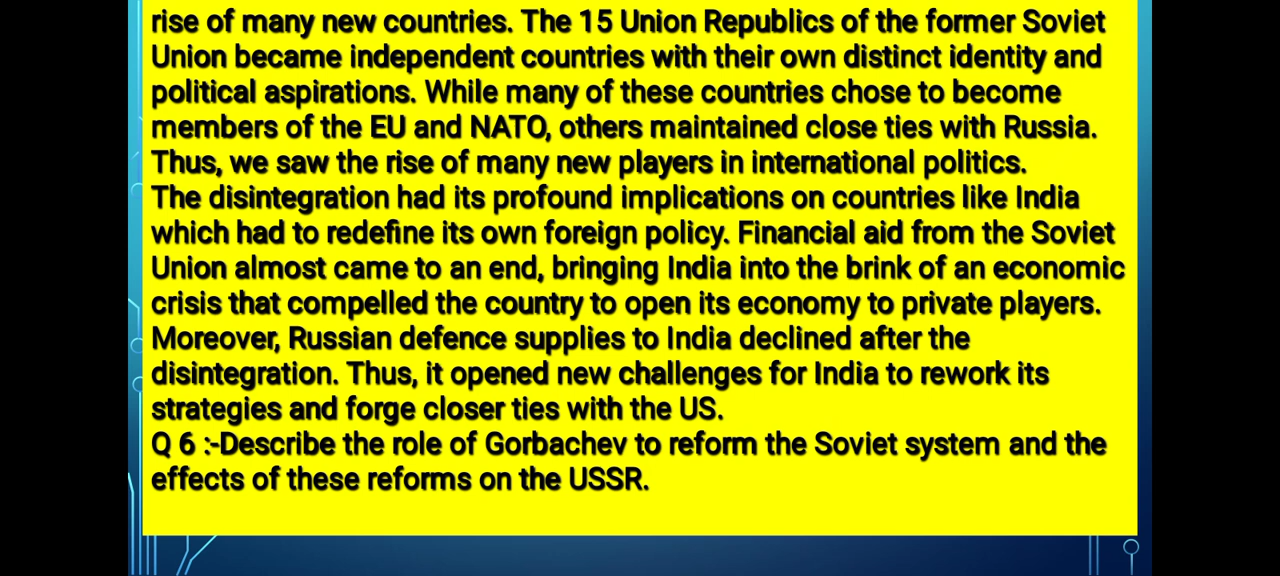 rise of many new countries. The 15 Union Republics of the former Soviet
Union became independent countries with their own distinct identity and
political aspirations. While many of these countries chose to become
members of the EU and NATO, others maintained close ties with Russia.
Thus, we saw the rise of many new players in international politics.
The disintegration had its profound implications on countries like India
which had to redefine its own foreign policy. Financial aid from the Soviet
Union almost came to an end, bringing India into the brink of an economic
crisis that compelled the country to open its economy to private players.
Moreover, Russian defence supplies to India declined after the
disintegration. Thus, it opened new challenges for India to rework its
strategies and forge closer ties with the US.
Q 6 :-Describe the role of Gorbachev to reform the Soviet system and the
effects of these reforms on the USSR.